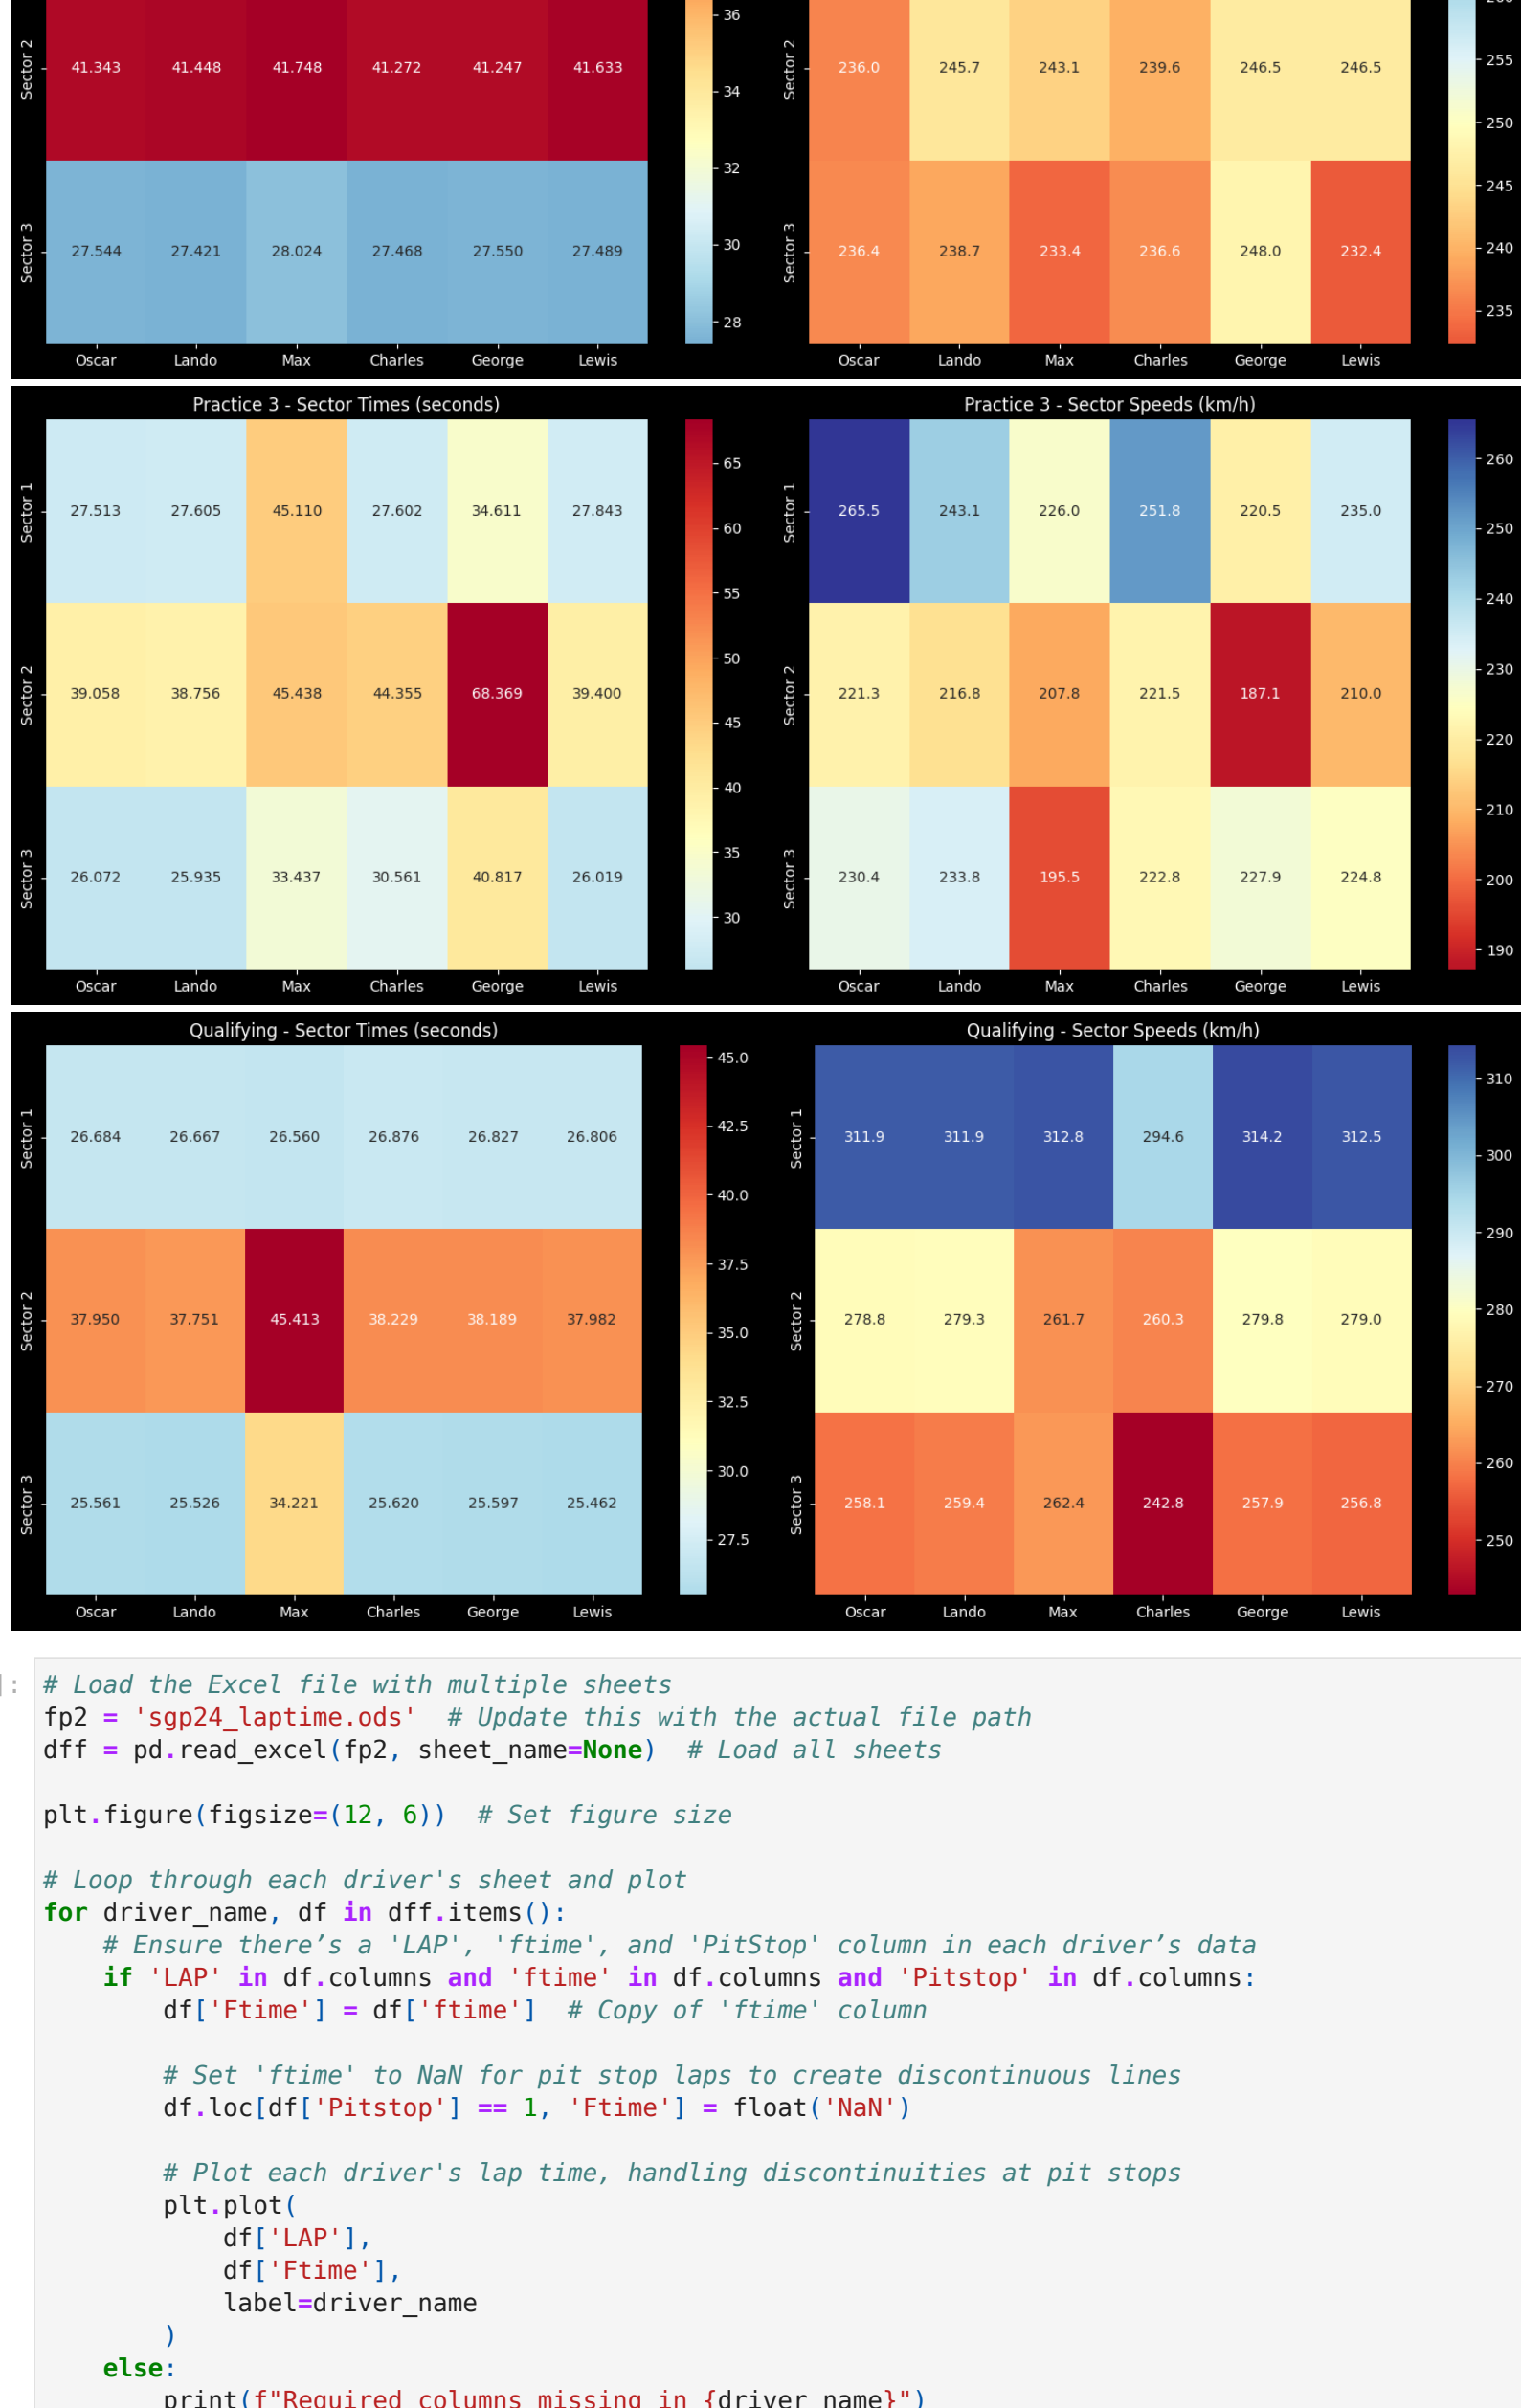 36
Sector 2
41.343 41.448 41.748 41.272 41.247 41.633
34
32
Sector 3
27.544 27.421 28.024 27.468 27.550 27.489
30
28
Oscar Lando Max Charles George Lewis
255
Sector 2
236.0 245.7 243.1 239.6 246.5 246.5
250
245
Sector 3
236.4 238.7 233.4 236.6 248.0 232.4
240
235
Oscar Lando Max Charles George Lewis
Practice 3 - Sector Times (seconds)
65
Sector 1
27.513 27.605 45.110 27.602 34.611 27.843
60
55
Sector 2
39.058 38.756 45.438 44.355 68.369 39.400
50
45
40
Sector 3
26.072 25.935 33.437 30.561 40.817 26.019
35
30
Oscar Lando Max Charles George Lewis
Practice 3 - Sector Speeds (km/h)
260
Sector 1
265.5 243.1 226.0 251.8 220.5 235.0
250
240
230
Sector 2
221.3 216.8 207.8 221.5 187.1 210.0
220
210
Sector 3
230.4 233.8 195.5 222.8 227.9 224.8
200
190
Oscar Lando Max Charles George Lewis
Qualifying - Sector Times (seconds)
45.0
Sector 1
26.684 26.667 26.560 26.876 26.827 26.806
42.5
40.0
Sector 2
37.950 37.751 45.413 38.229 38.189 37.982
37.5
35.0
32.5
Sector 3
25.561 25.526 34.221 25.620 25.597 25.462
30.0
27.5
Oscar Lando Max Charles George Lewis
Qualifying - Sector Speeds (km/h)
310
Sector 1
311.9 311.9 312.8 294.6 314.2 312.5
300
290
Sector 2
278.8 279.3 261.7 260.3 279.8 279.0
280
270
Sector 3
258.1 259.4 262.4 242.8 257.9 256.8
260
250
Oscar Lando Max Charles George Lewis
]:
# Load the Excel file with multiple sheets
fp2 = 'sgp24_laptime.ods'  # Update this with the actual file path
dff = pd.read_excel(fp2, sheet_name=None)  # Load all sheets
plt.figure(figsize=(12, 6))  # Set figure size
# Loop through each driver's sheet and plot
for driver_name, df in dff.items():
    # Ensure there’s a 'LAP', 'ftime', and 'PitStop' column in each driver’s data
    if 'LAP' in df.columns and 'ftime' in df.columns and 'Pitstop' in df.columns:
        df['Ftime'] = df['ftime']  # Copy of 'ftime' column
        # Set 'ftime' to NaN for pit stop laps to create discontinuous lines
        df.loc[df['Pitstop'] == 1, 'Ftime'] = float('NaN')
        # Plot each driver's lap time, handling discontinuities at pit stops
        plt.plot(
            df['LAP'],
            df['Ftime'],
            label=driver_name
        )
    else:
        print(f"Required columns missing in {driver_name}")